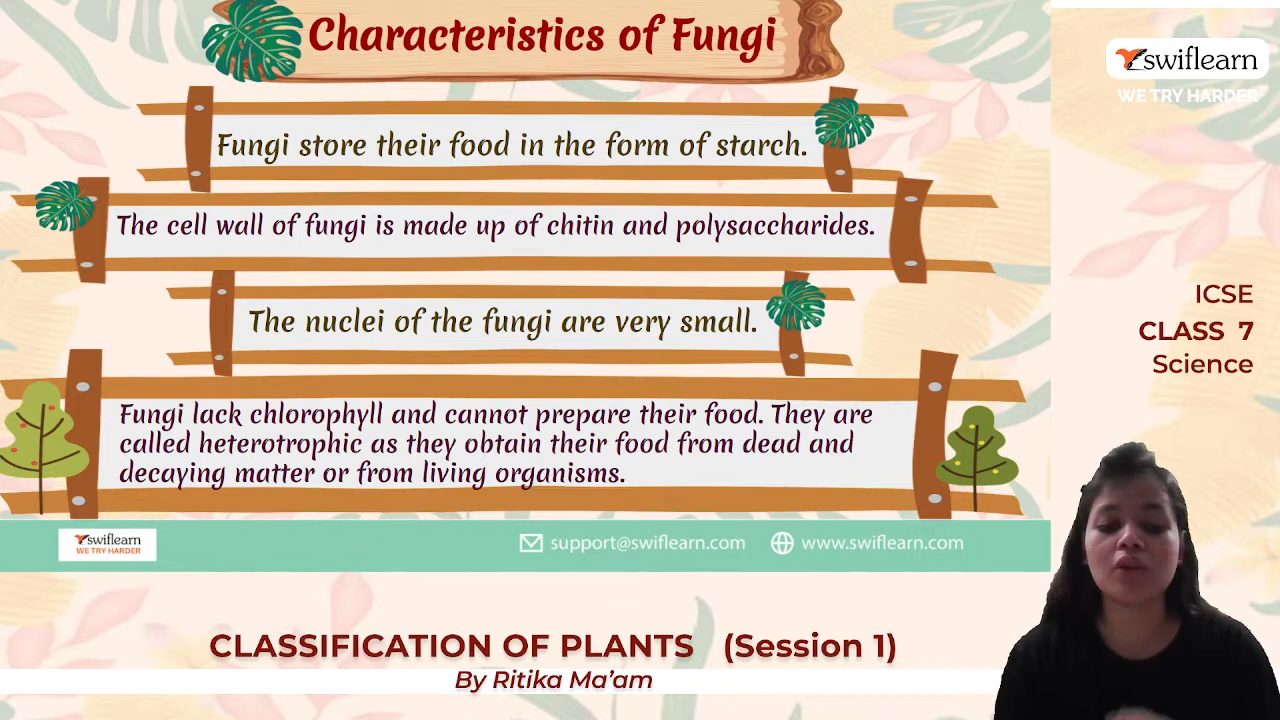 Characteristics of Fungi
swiflearn
WE TRY HARDER
Fungi store their food in the form of starch.
The cell wall of fungi is made up of chitin and polysaccharides.
The nuclei of the fungi are very small.
ICSE
CLASS 7
Science
Fungi lack chlorophyll and cannot prepare their food. They are
called heterotrophic as they obtain their food from dead and
decaying matter or from living organisms.
swiflearn
WE TRY HARDER
support@swiflearn.com
www.swiflearn.com
CLASSIFICATION OF PLANTS (Session 1)
By Ritika Ma'am